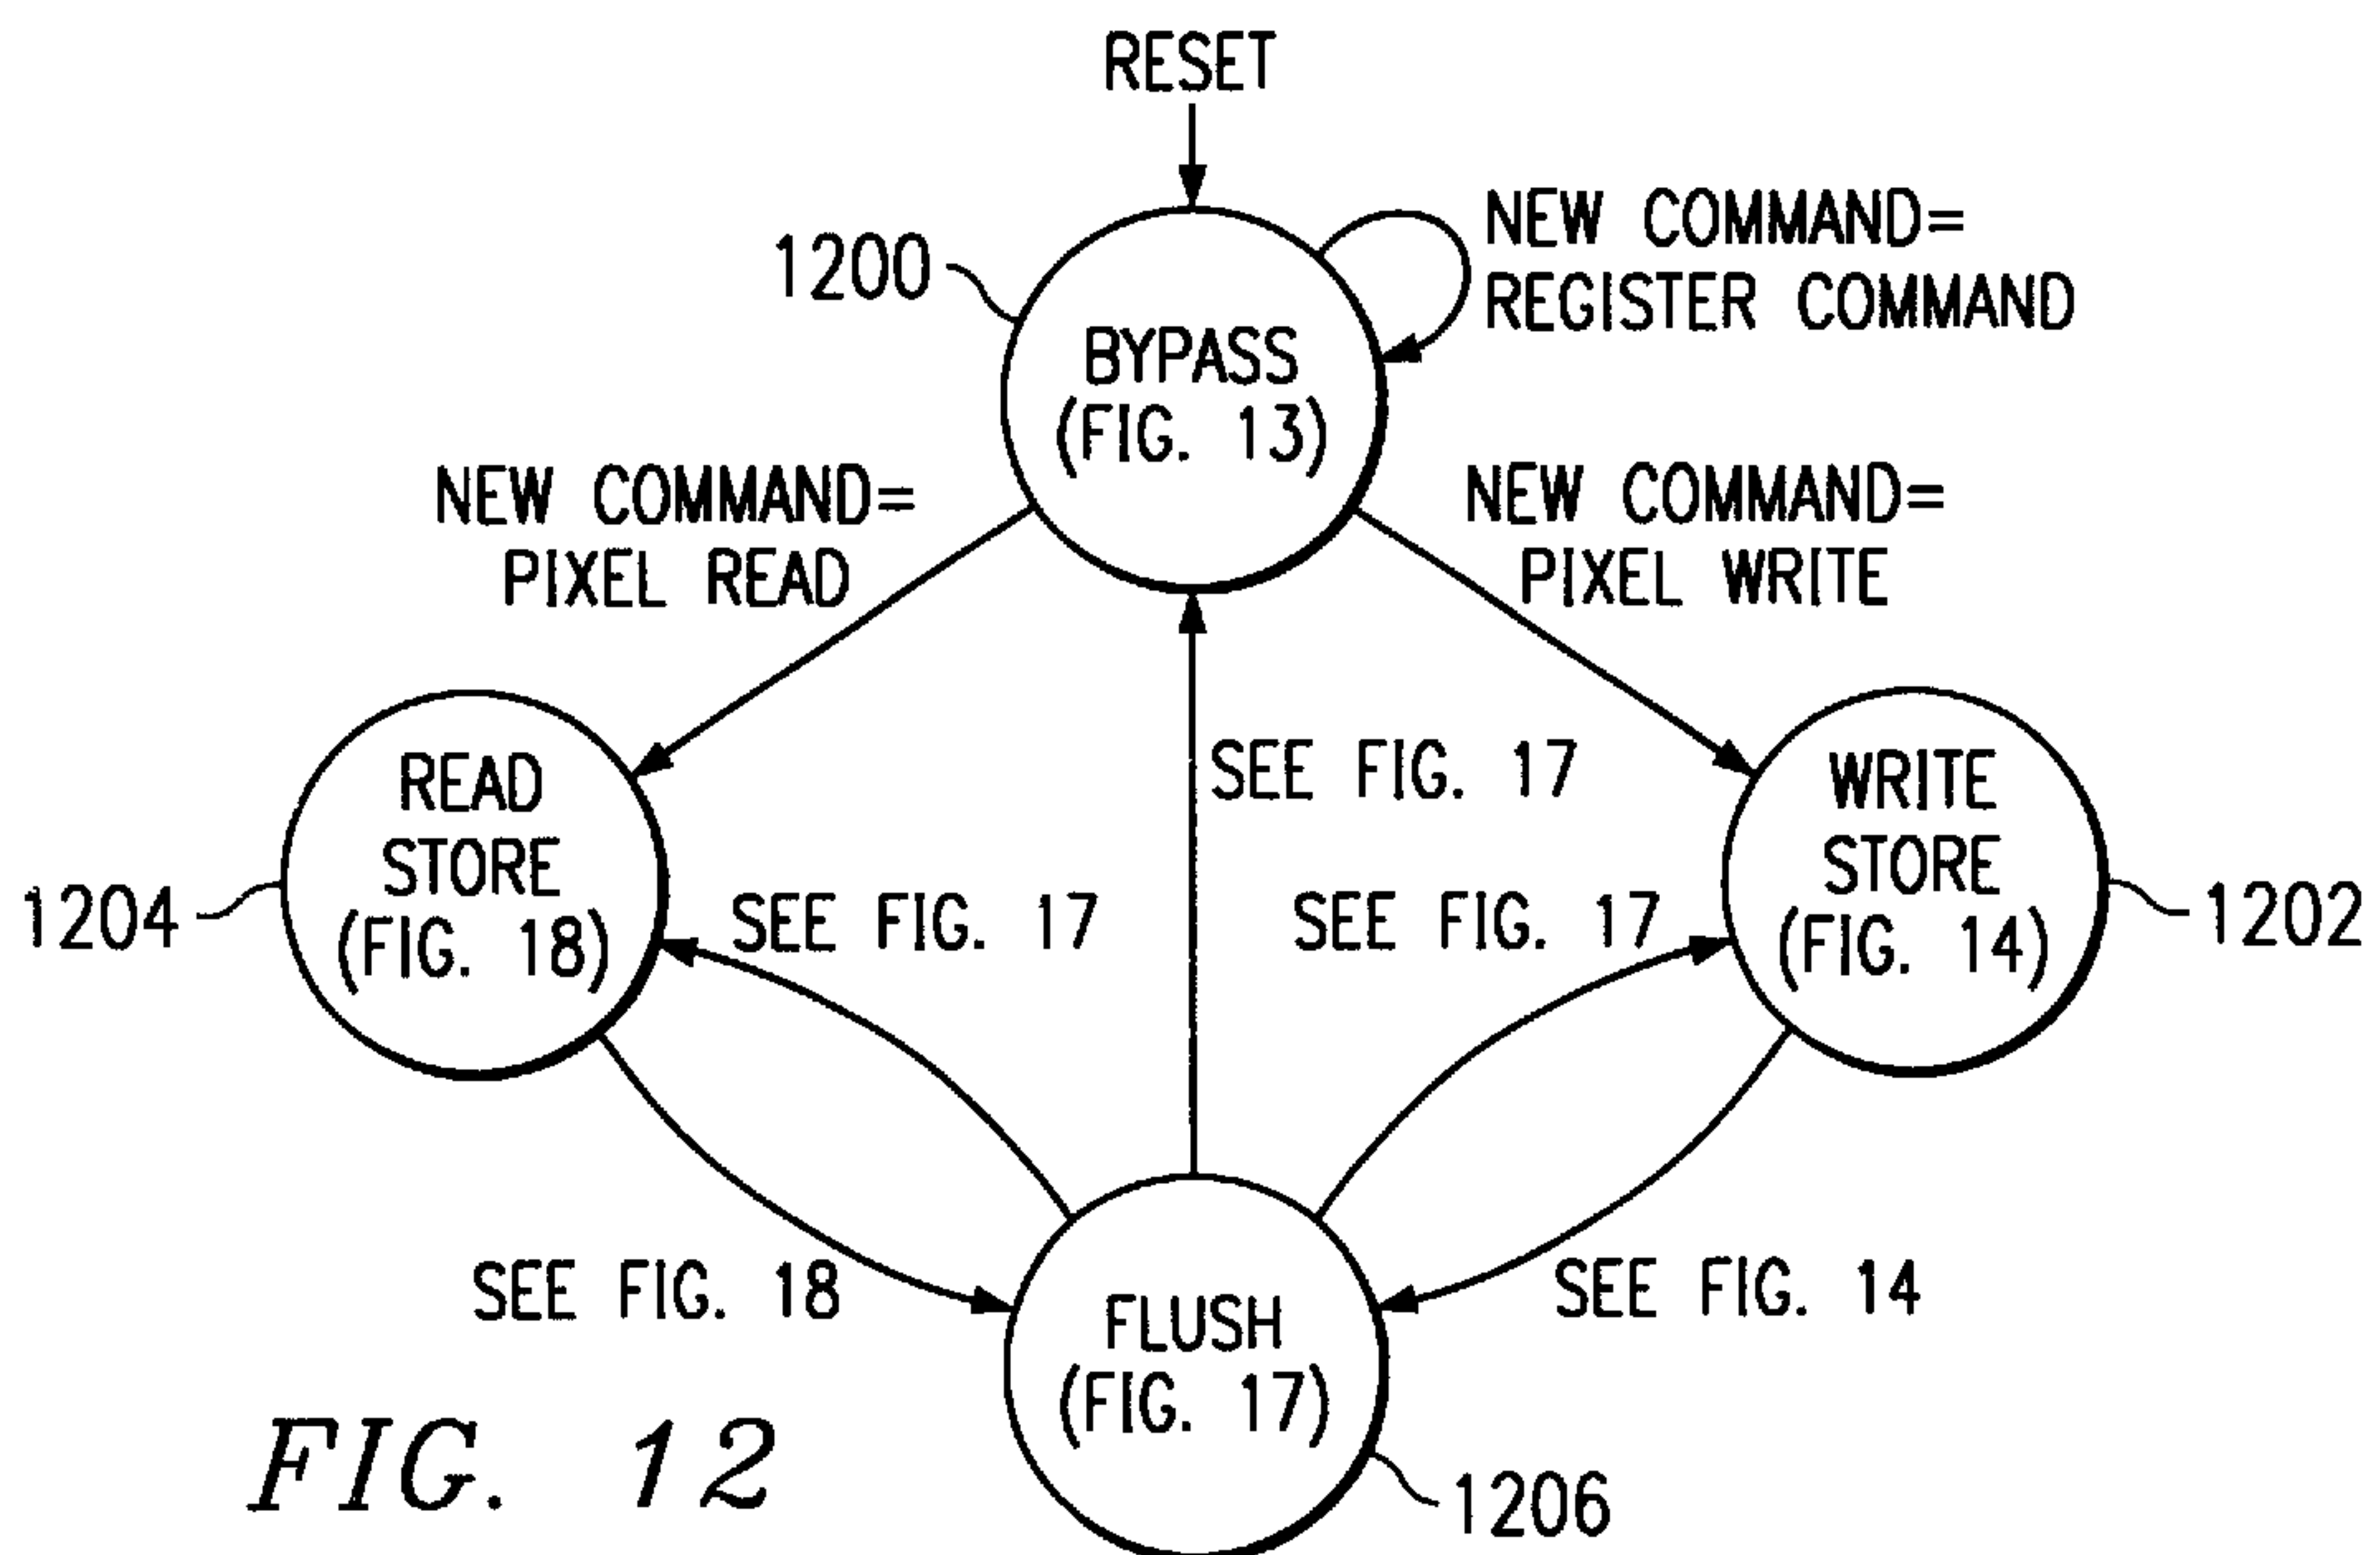 RESET
NEW COMMAND=
REGISTER COMMAND
1200
BYPASS
(FIG. 13)
NEW COMMAND=
PIXEL READ
NEW COMMAND=
PIXEL WRITE
SEE FIG. 17
READ
STORE
(FIG. 18)
1204
SEE FIG. 17
SEE FIG. 17
WRITE
STORE
(FIG. 14)
1202
SEE FIG. 18
SEE FIG. 14
FLUSH
(FIG. 17)
1206
FIG. 12